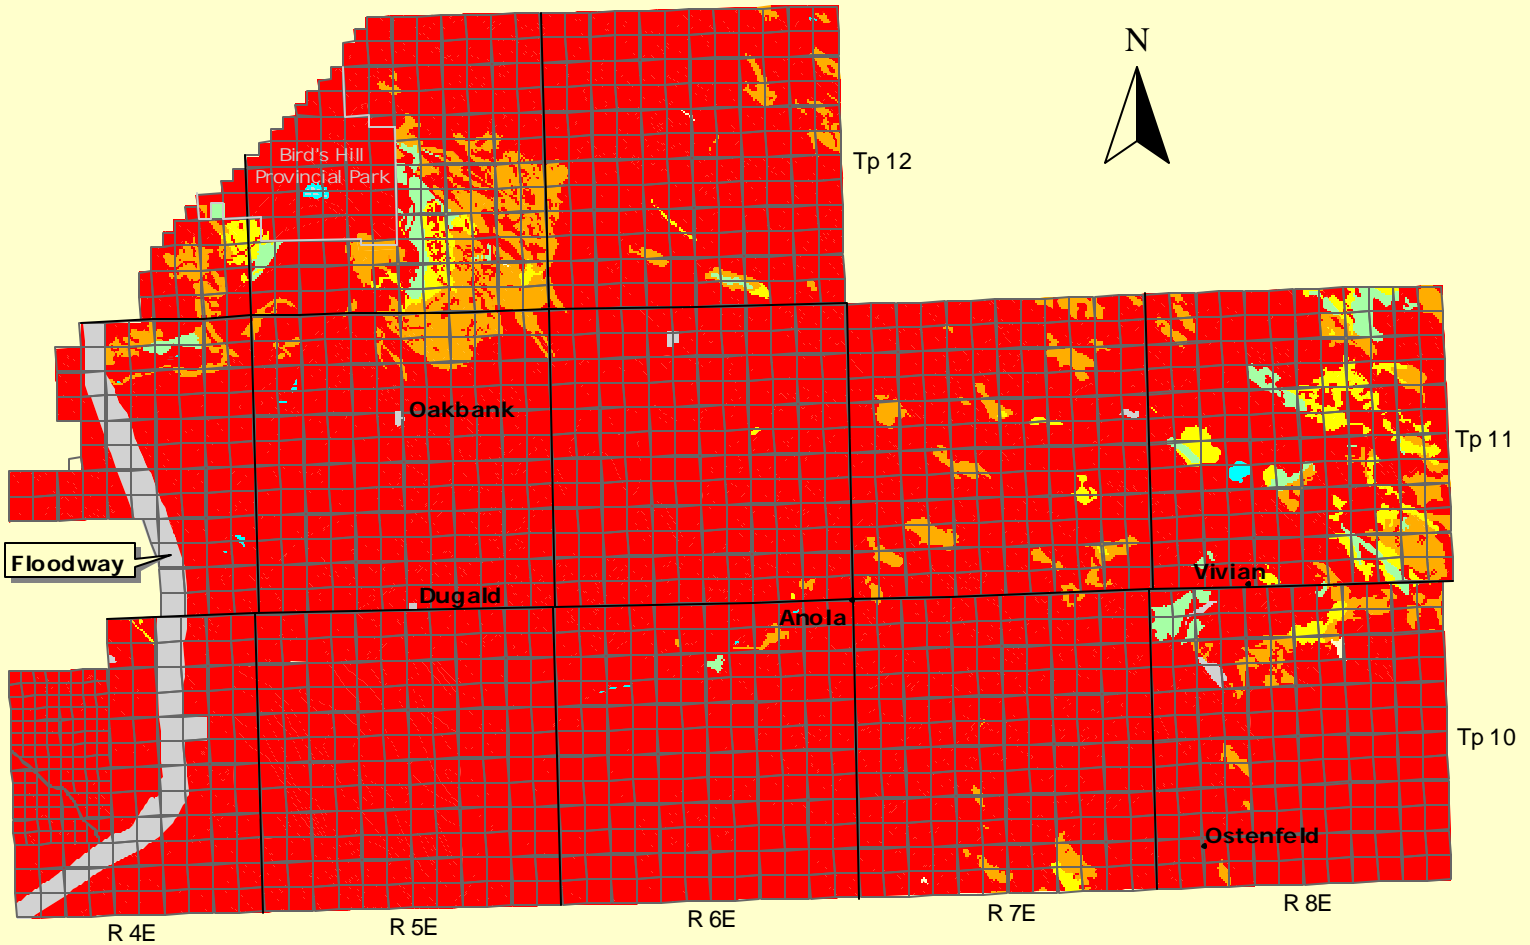 N
Tp 12
Bird's Hill
Provincial Park
Oakbank
Tp 11
Floodway
Vivian
Dugald
Anola
Tp 10
Ostenfeld
R 4E
R 5E
R 6E
R 7E
R 8E